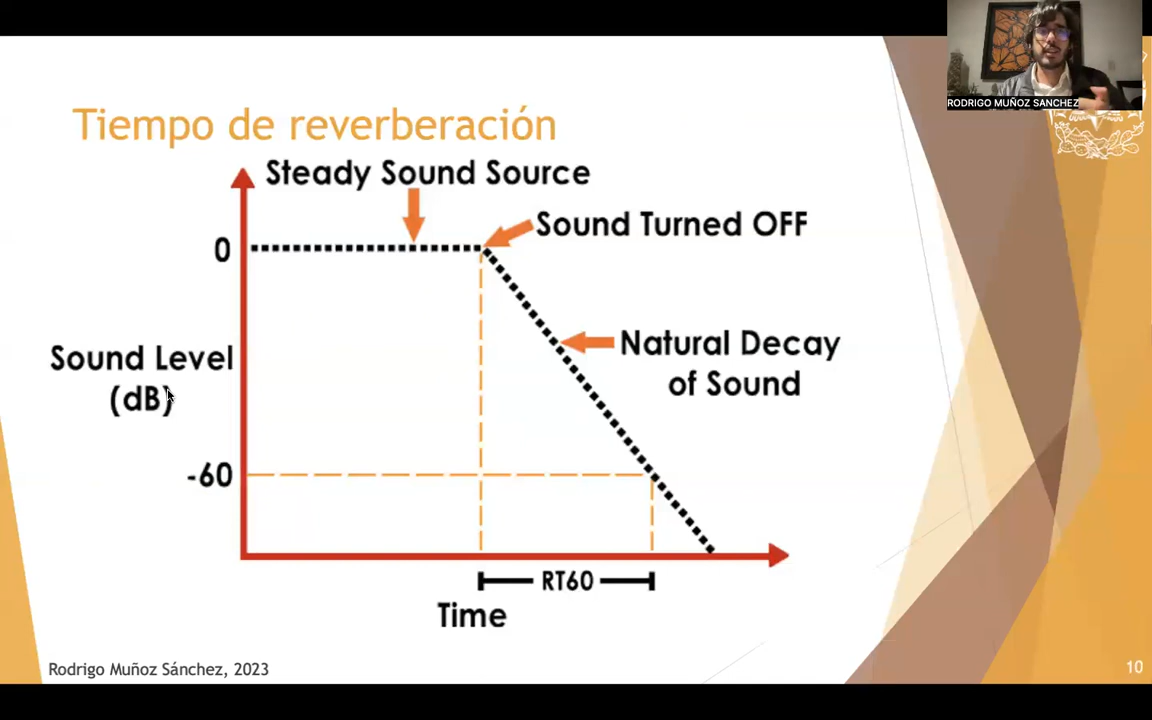 RODRIGO MUÑOZ SANCHEZ
Tiempo de reverberación
Steady Sound Source
Sound Turned OFF
0
Natural Decay
of Sound
Sound Level
(dB)
-60
RT60
Time
Rodrigo Muñoz Sánchez, 2023
10